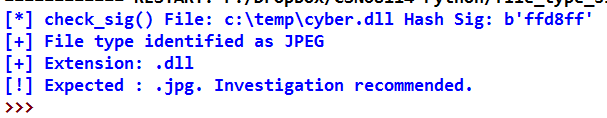 ============ RESTART:
[*] check_sig() File: c:\temp\cyber.dll Hash Sig: b'ffd8ff'
[+] File type identified as JPEG
[+] Extension: .dll
[!] Expected : .jpg. Investigation recommended.
>>>